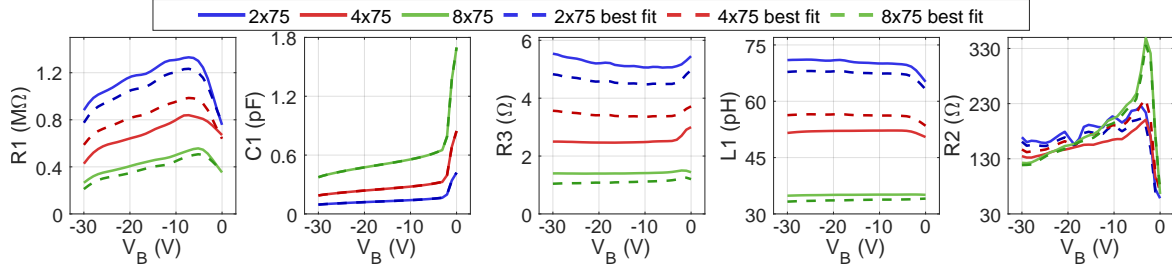 2x75 4x75 8x75 2x75 best fit 4x75 best fit 8x75 best fit
R1 (MΩ)
1.2
0.8
0.4
0
-30 -20 -10 0
V_B (V)
C1 (pF)
1.8
1.2
0.6
0
-30 -20 -10 0
V_B (V)
R3 (Ω)
6
4
2
0
-30 -20 -10 0
V_B (V)
L1 (pH)
75
60
45
30
-30 -20 -10 0
V_B (V)
R2 (Ω)
330
230
130
30
-30 -20 -10 0
V_B (V)